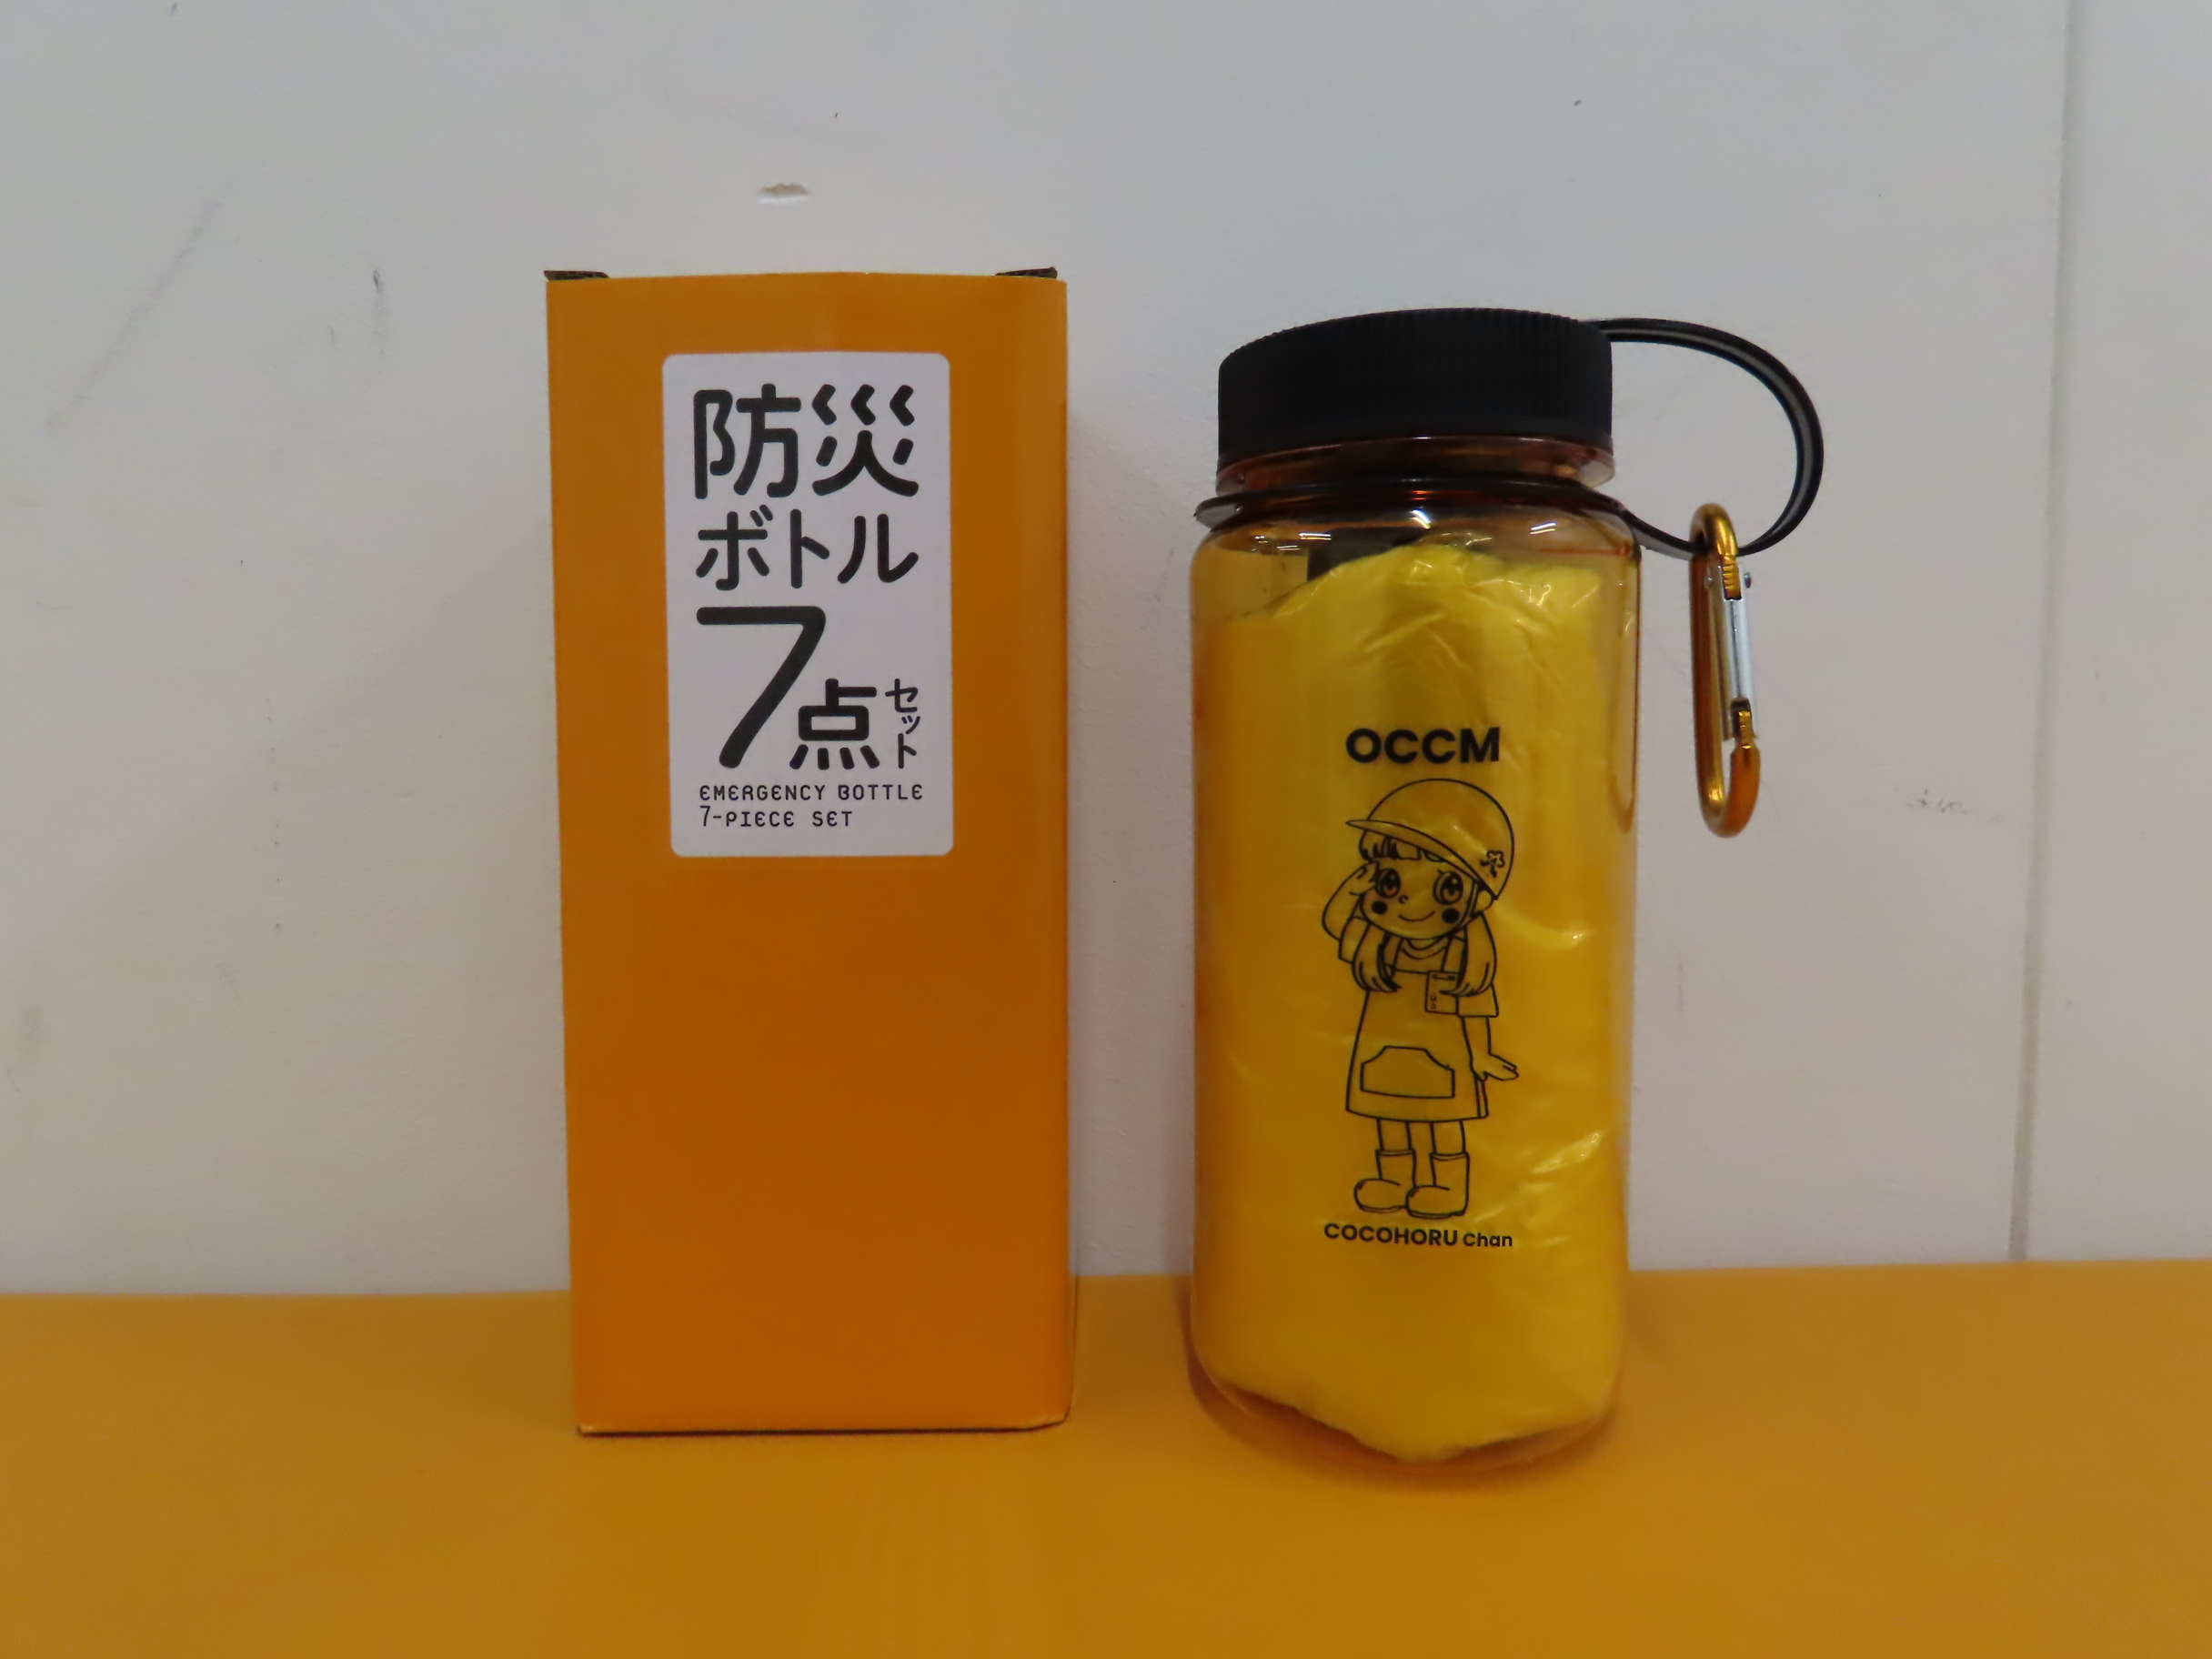 防災
ボトル
7点セット
EMERGENCY BOTTLE
7-PIECE SET
OCCM
COCOHORU Chan